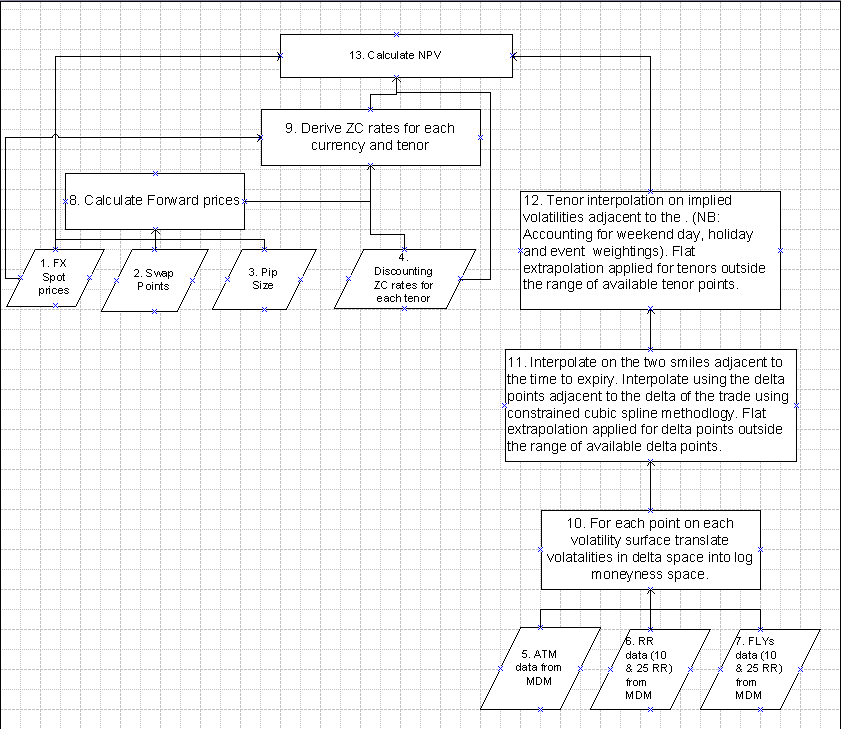 13. Calculate NPV
9. Derive ZC rates for each
currency and tenor
8. Calculate Forward prices
12. Tenor interpolation on implied
volatilities adjacent to the . (NB:
Accounting for weekend day, holiday
and event weightings). Flat
extrapolation applied for tenors outside
the range of available tenor points.
1. FX
Spot
prices
2. Swap
Points
3. Pip
Size
4.
Discounting
ZC rates for
each tenor
11. Interpolate on the two smiles adjacent to
the time to expiry. Interpolate using the delta
points adjacent to the delta of the trade using
constrained cubic spline methodlogy. Flat
extrapolation applied for delta points outside
the range of available delta points.
10. For each point on each
volatility surface translate
volatalities in delta space into log
moneyness space.
5. ATM
data from
MDM
6. RR
data (10
& 25 RR)
from
MDM
7. FLYs
data (10
& 25 RR)
from
MDM